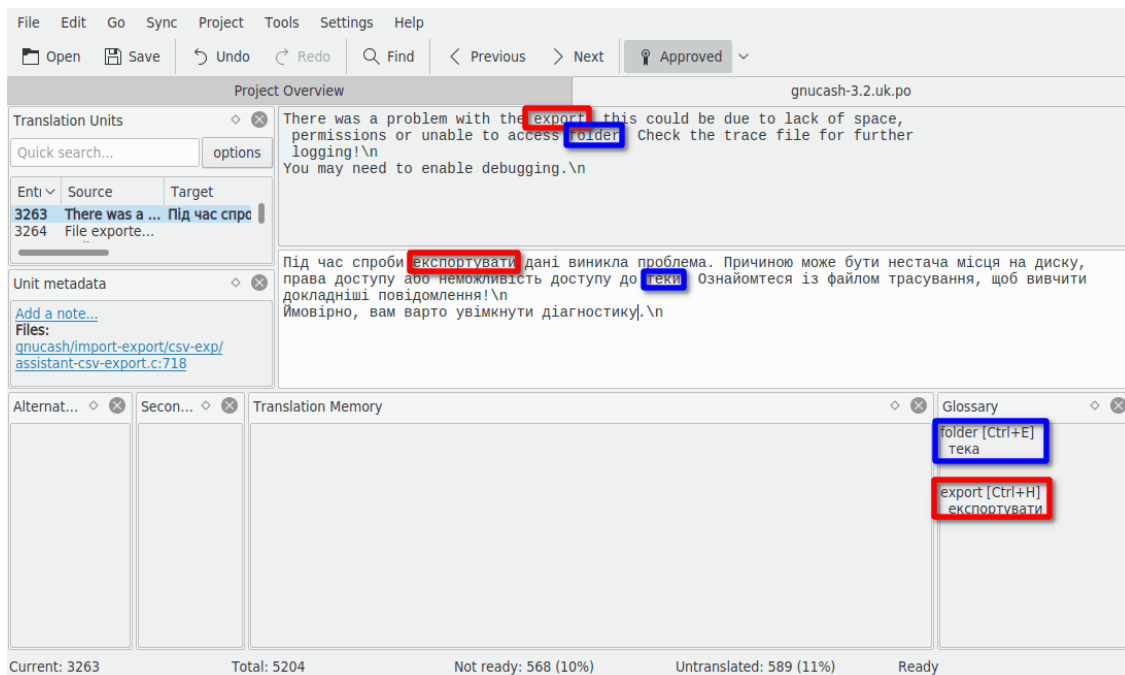 File Edit Go Sync Project Tools Settings Help
Open Save Undo Redo Find Previous Next Approved
Project Overview gnucash-3.2.uk.po
Translation Units
Quick search... options
Entı Source Target
3263 There was a ... Під час спро
3264 File exporte...
Unit metadata
Add a note...
Files:
gnucash/import-export/csv-exp/
assistant-csv-export.c:718
There was a problem with the export, this could be due to lack of space,
permissions or unable to access folder. Check the trace file for further
logging!\n
You may need to enable debugging.\n
Під час спроби експортувати дані виникла проблема. Причиною може бути нестача місця на диску,
права доступу або неможливість доступу до теки. Ознайомтеся із файлом трасування, щоб вивчити
докладніші повідомлення!\n
Ймовірно, вам варто увімкнути діагностику.\n
Alternat... Secon... Translation Memory Glossary
folder [Ctrl+E]
тека
export [Ctrl+H]
експортувати
Current: 3263 Total: 5204 Not ready: 568 (10%) Untranslated: 589 (11%) Ready